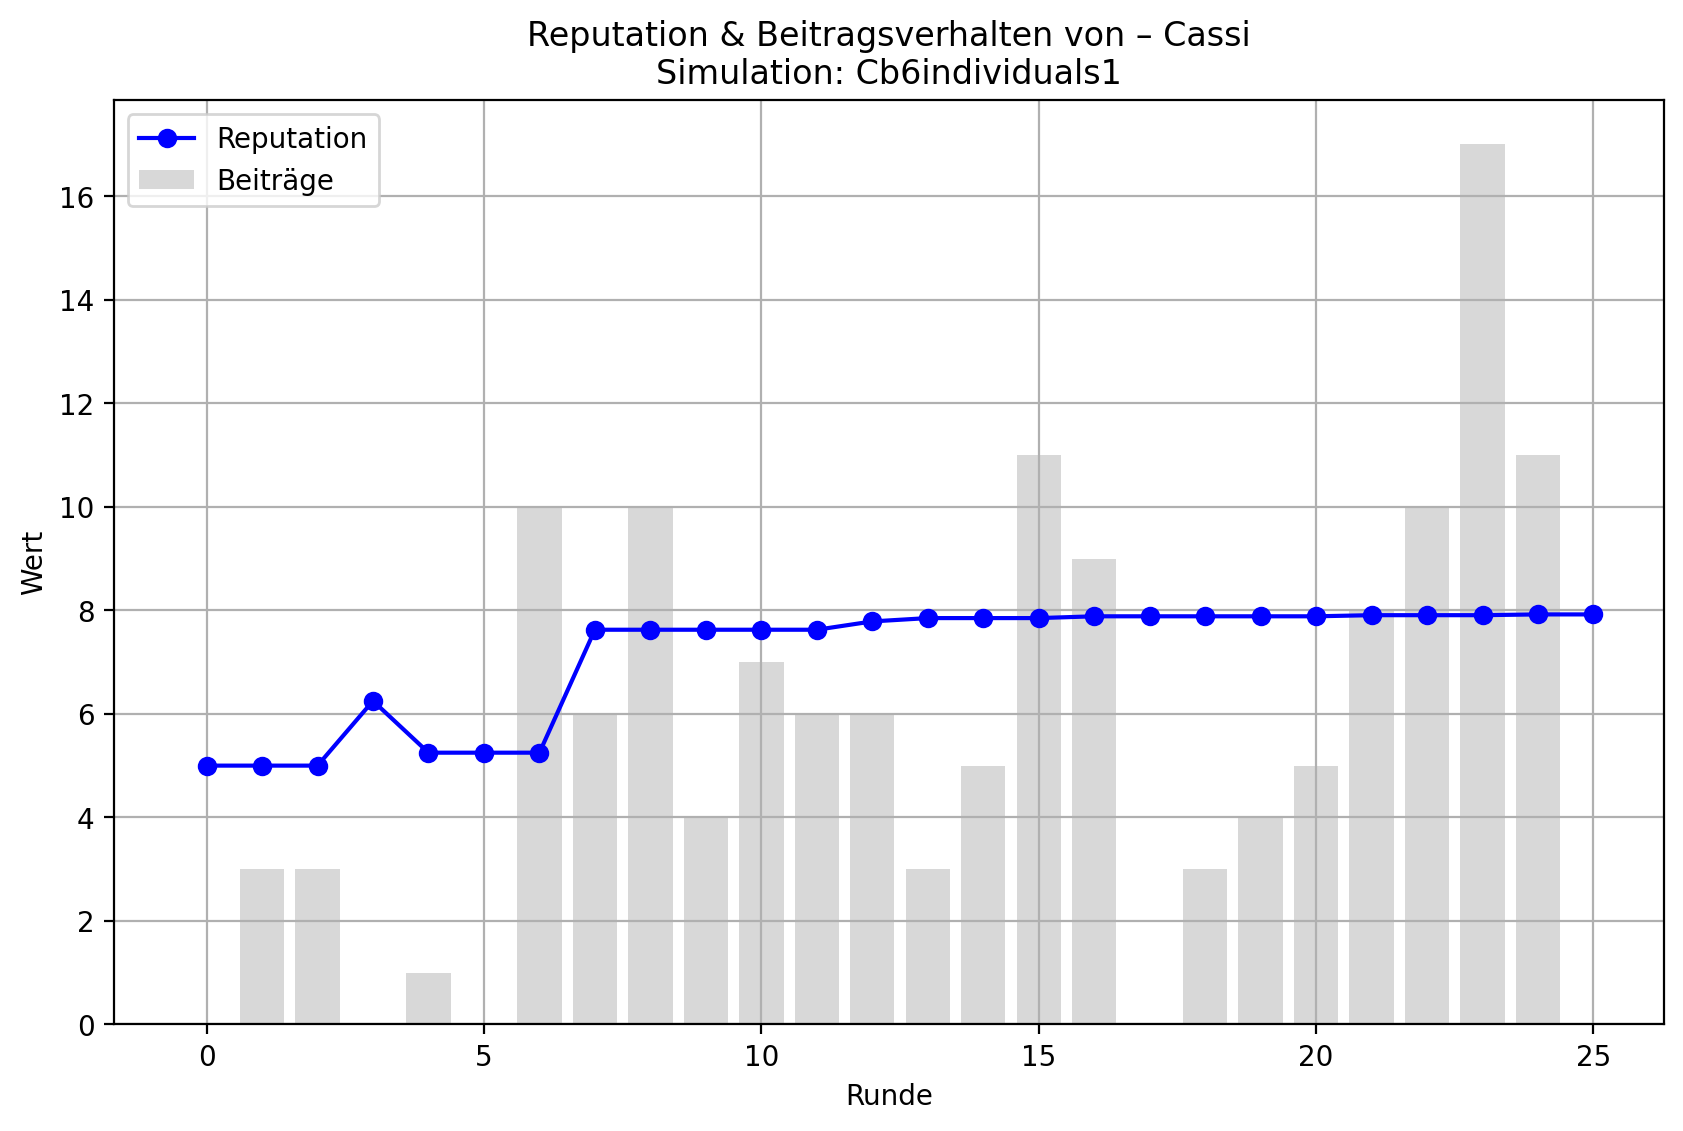 Reputation & Beitragsverhalten von – Cassi
Simulation: Cb6individuals1
Reputation
Beiträge
Wert
16
14
12
10
8
6
4
2
0
0 5 10 15 20 25
Runde